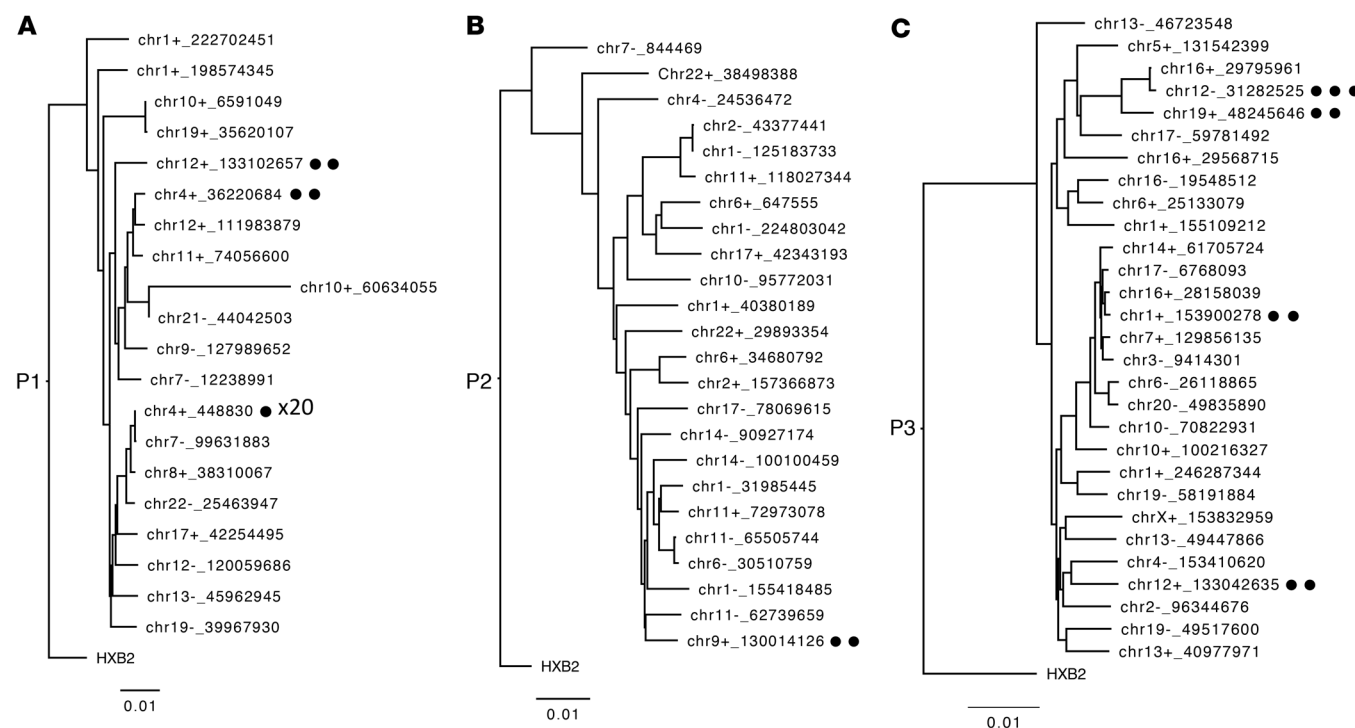 A
chr1+_222702451
chr1+_198574345
chr10+_6591049
chr19+_35620107
chr12+_133102657
chr4+_36220684
chr12+_111983879
chr11+_74056600
chr10+_60634055
chr21-_44042503
chr9-_127989652
P1
chr7-_12238991
chr4+_448830 x20
chr7-_99631883
chr8+_38310067
chr22-_25463947
chr17+_42254495
chr12-_120059686
chr13-_45962945
chr19-_39967930
HXB2
0.01
B
chr7-_844469
Chr22+_38498388
chr4-_24536472
chr2-_43377441
chr1-_125183733
chr11+_118027344
chr6+_647555
chr1-_224803042
chr17+_42343193
chr10-_95772031
chr1+_40380189
chr22+_29893354
chr6+_34680792
P2
chr2+_157366873
chr17-_78069615
chr14-_90927174
chr14-_100100459
chr1-_31985445
chr11+_72973078
chr11-_65505744
chr6-_30510759
chr1-_155418485
chr11-_62739659
chr9+_130014126
HXB2
0.01
C
chr13-_46723548
chr5+_131542399
chr16+_29795961
chr12-_31282525
chr19+_48245646
chr17-_59781492
chr16+_29568715
chr16-_19548512
chr6+_25133079
chr1+_155109212
chr14+_61705724
chr17-_6768093
chr16+_28158039
chr1+_153900278
chr7+_129856135
chr3-_9414301
chr6-_26118865
chr20-_49835890
P3
chr10-_70822931
chr10+_100216327
chr1+_246287344
chr19-_58191884
chrX+_153832959
chr13-_49447866
chr4-_153410620
chr12+_133042635
chr2-_96344676
chr19-_49517600
chr13+_40977971
HXB2
0.01